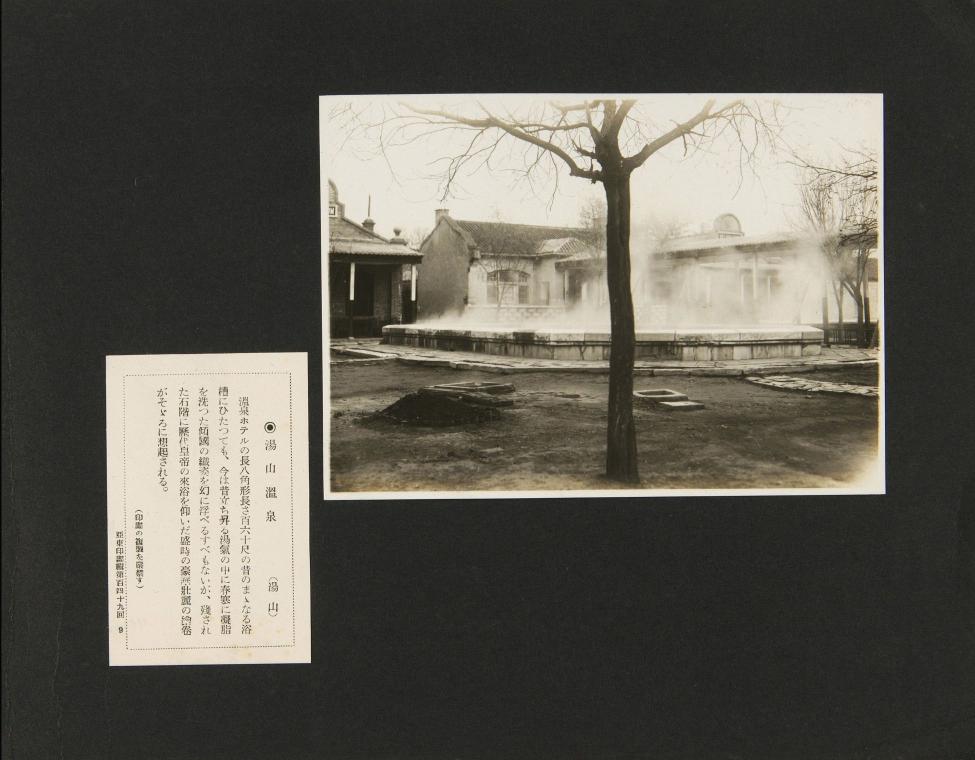 ◉湯山溫泉 (湯山)
溫泉ホテルの長八角形長さ百六十尺の昔のまゝなる浴
槽にひたつても、今は昔立ち昇る湯氣の中に春寒に凝脂
を洗つた傾國の纖姿を幻に浮べるすべもないが、殘され
た石階に歷代皇帝の來浴を仰いだ盛時の豪華壯麗の繪卷
がそゞろに想起される。
(印畫の複製を嚴禁す)
亞東印畫輯第百四十九回 9